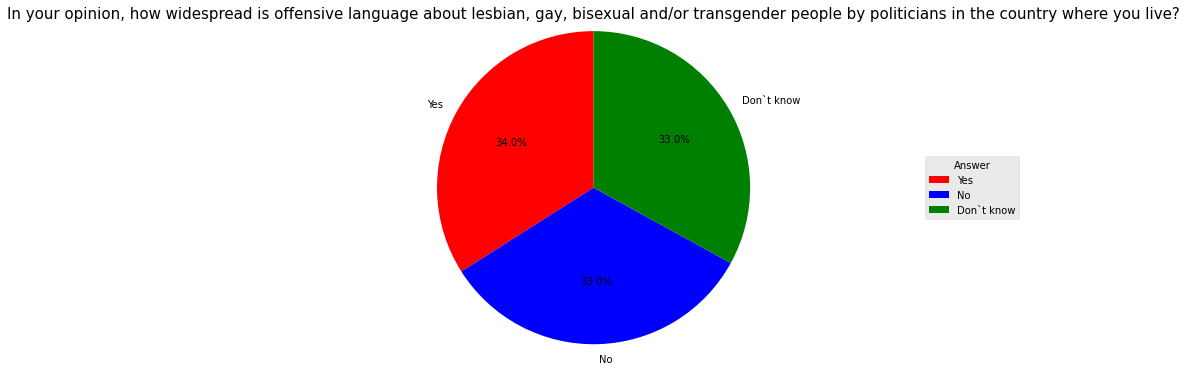 In your opinion, how widespread is offensive language about lesbian, gay, bisexual and/or transgender people by politicians in the country where you live?
Yes
Don`t know
34.0%
33.0%
33.0%
No
Answer
Yes
No
Don`t know